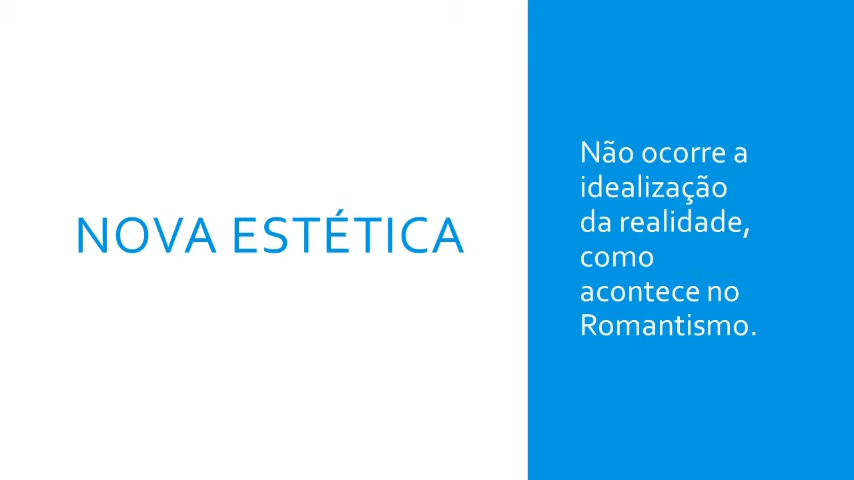 NOVA ESTÉTICA
Não ocorre a
idealização
da realidade,
como
acontece no
Romantismo.